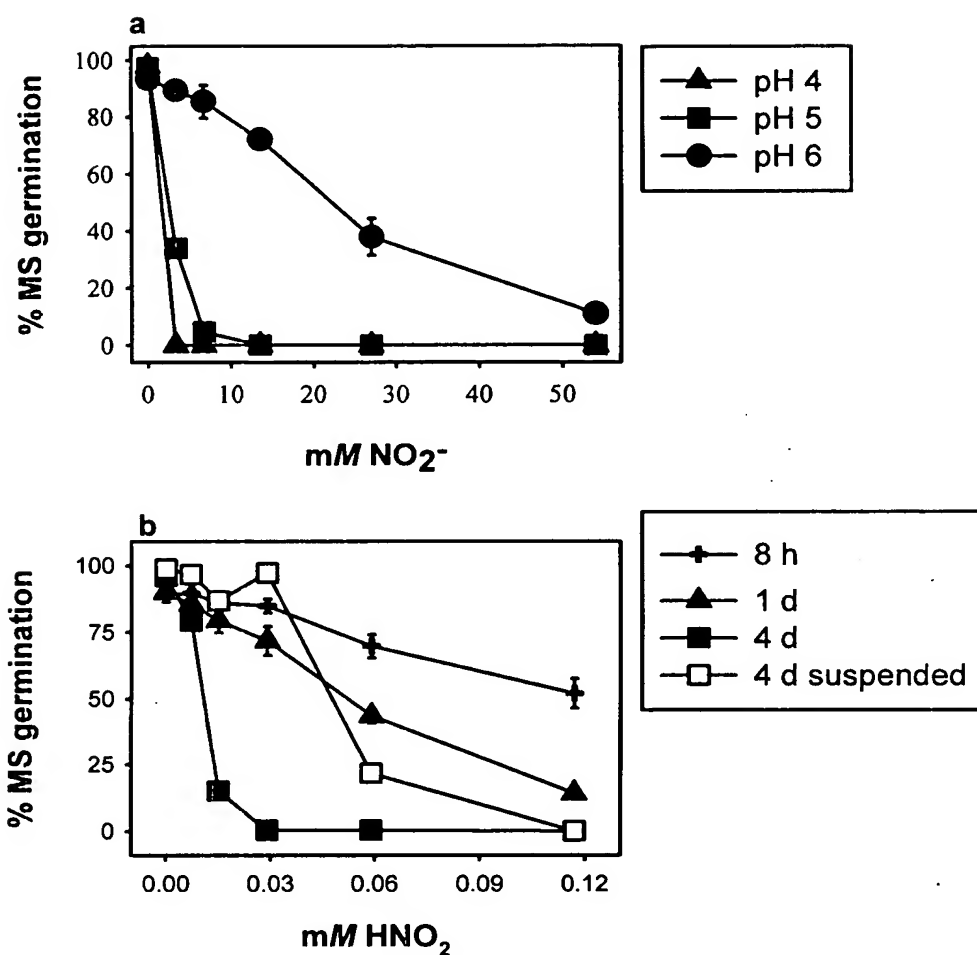 a
100
80
60
40
20
0
% MS germination
0 10 20 30 40 50
mM NO2-
pH 4
pH 5
pH 6
b
100
75
50
25
0
% MS germination
0.00 0.03 0.06 0.09 0.12
mM HNO2
8 h
1 d
4 d
4 d suspended